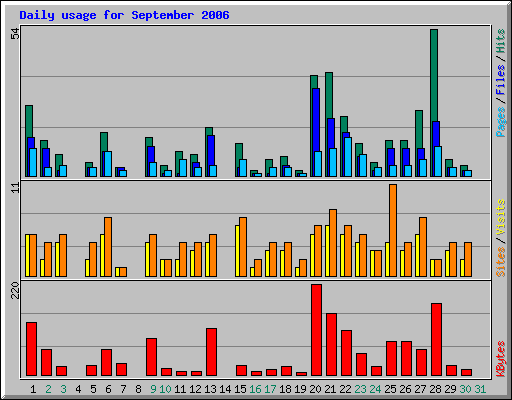 Daily usage for September 2006
54
11
220
Pages / Files / Hits
Sites / Visits
KBytes
1 2 3 4 5 6 7 8 9 10 11 12 13 14 15 16 17 18 19 20 21 22 23 24 25 26 27 28 29 30 31